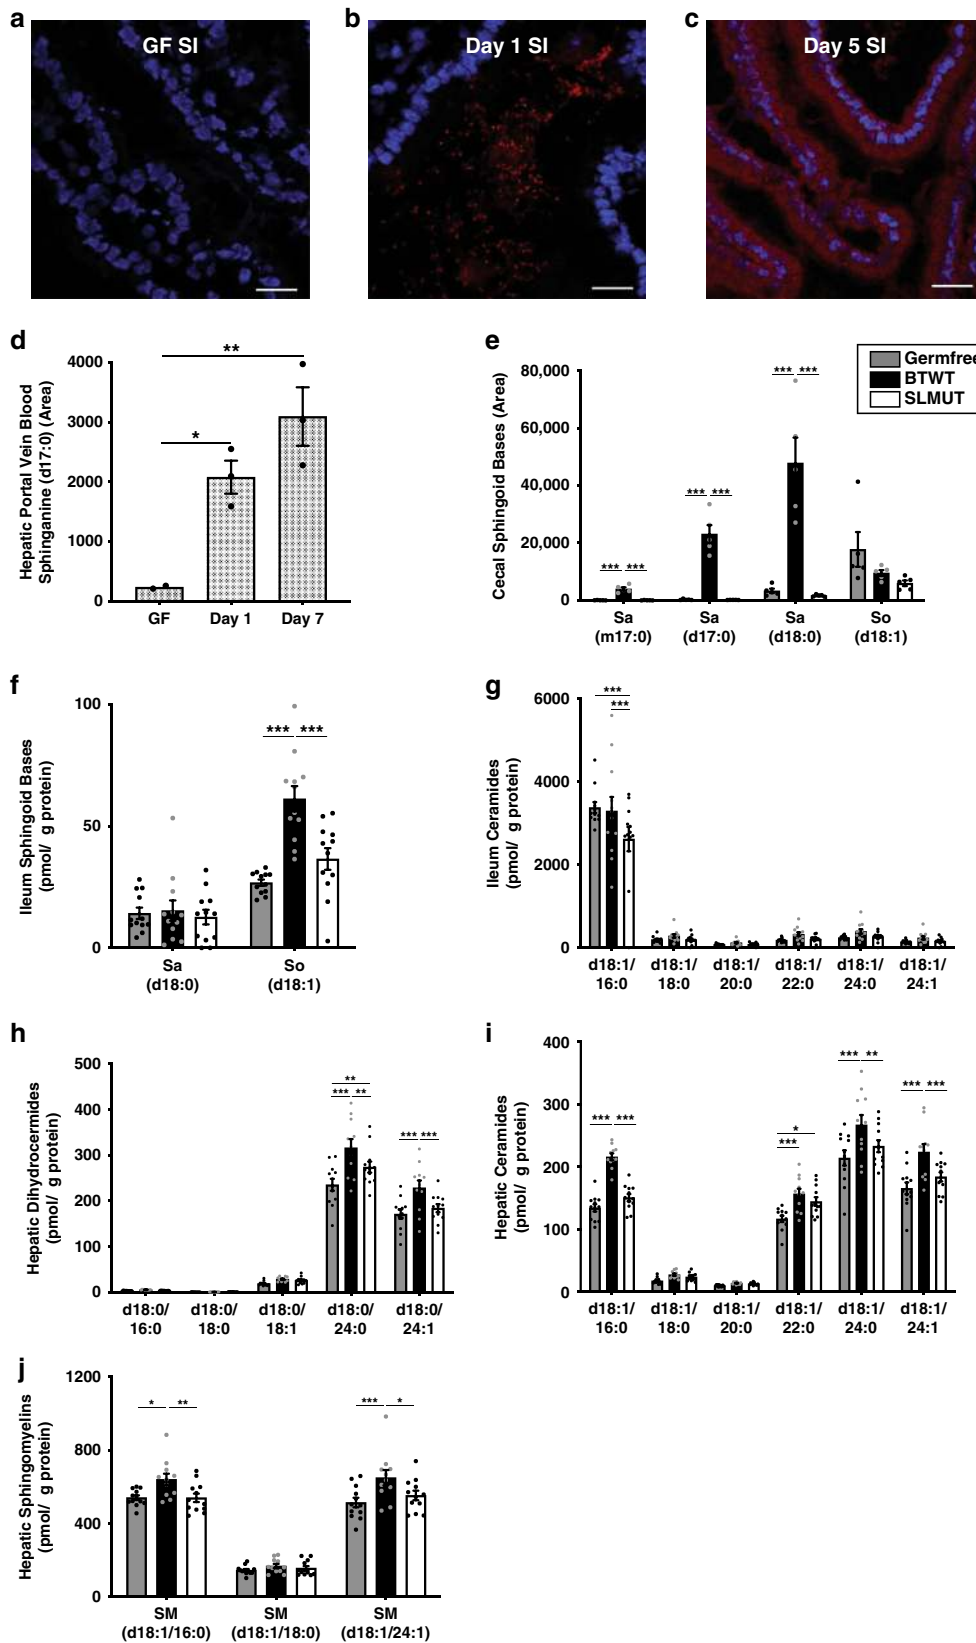 a
GF SI
b
Day 1 SI
c
Day 5 SI
d
Hepatic Portal Vein Blood
Sphinganine (d17:0) (Area)
4000
3000
2000
1000
0
**
*
GF Day 1 Day 7
e
Cecal Sphingoid Bases (Area)
80,000
60,000
40,000
20,000
0
*** ***
*** ***
*** ***
Germfree
BTWT
SLMUT
Sa Sa Sa So
(m17:0) (d17:0) (d18:0) (d18:1)
f
Ileum Sphingoid Bases
(pmol/ g protein)
100
50
0
*** ***
Sa So
(d18:0) (d18:1)
g
Ileum Ceramides
(pmol/ g protein)
6000
4000
2000
0
***
***
d18:1/ d18:1/ d18:1/ d18:1/ d18:1/ d18:1/
16:0 18:0 20:0 22:0 24:0 24:1
h
Hepatic Dihydrocermides
(pmol/ g protein)
500
400
300
200
100
0
**
*** **
*** ***
d18:0/ d18:0/ d18:0/ d18:0/ d18:0/
16:0 18:0 18:1 24:0 24:1
i
Hepatic Ceramides
(pmol/ g protein)
400
300
200
100
0
*** ***
*
***
*** **
*** ***
d18:1/ d18:1/ d18:1/ d18:1/ d18:1/ d18:1/
16:0 18:0 20:0 22:0 24:0 24:1
j
Hepatic Sphingomyelins
(pmol/ g protein)
1200
800
400
0
* **
*** *
SM SM SM
(d18:1/16:0) (d18:1/18:0) (d18:1/24:1)